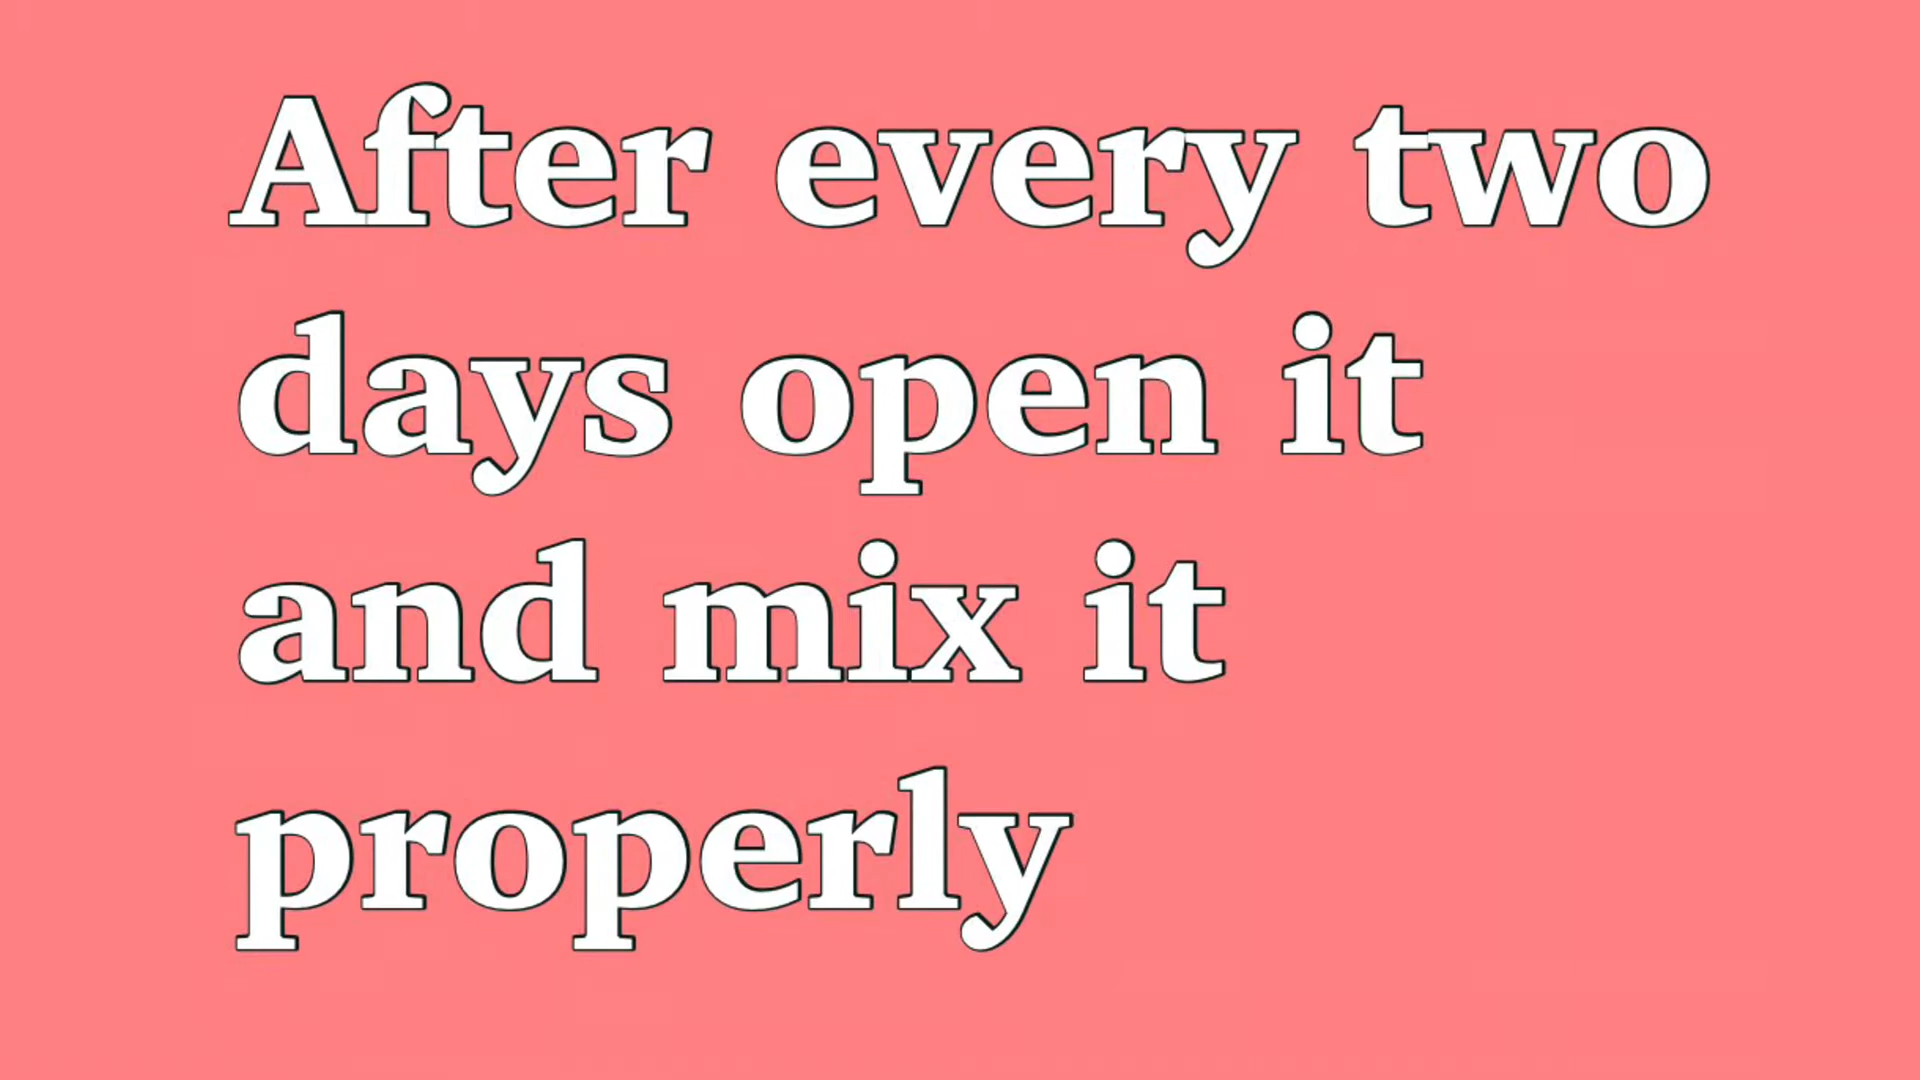 After every two
days open it
and mix it
properly